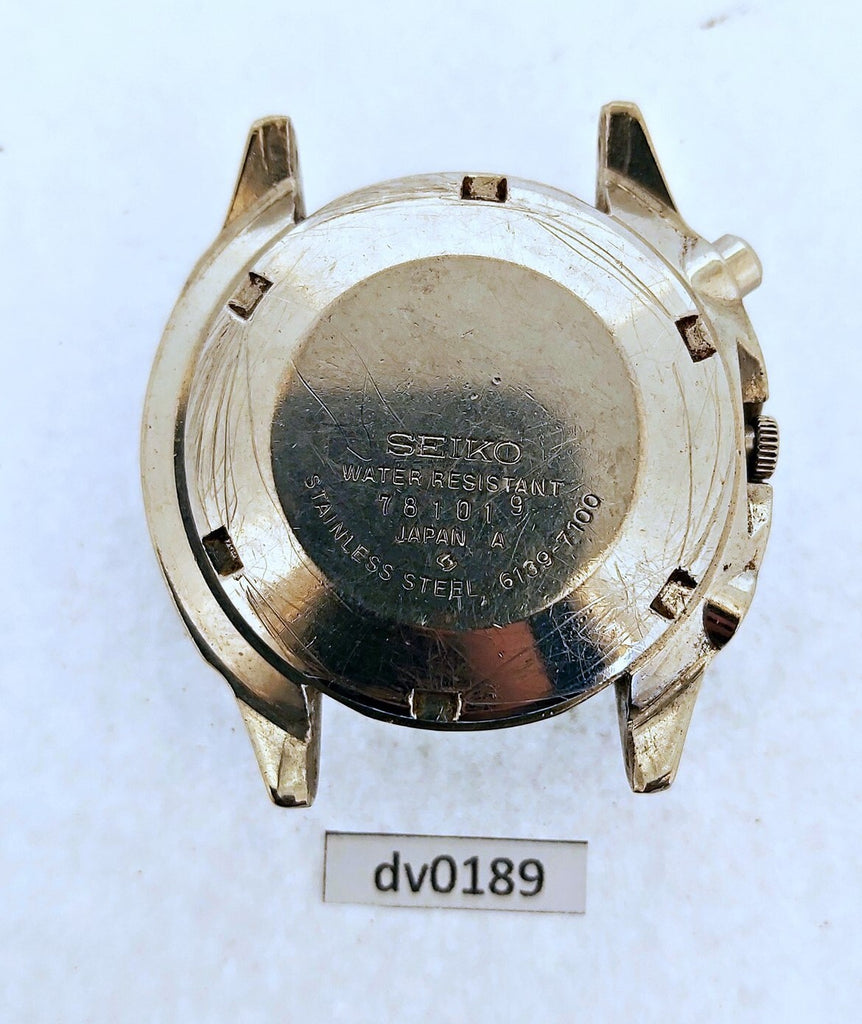 SEIKO
WATER RESISTANT
781019
JAPAN A
STAINLESS STEEL 6139-7100
dv0189